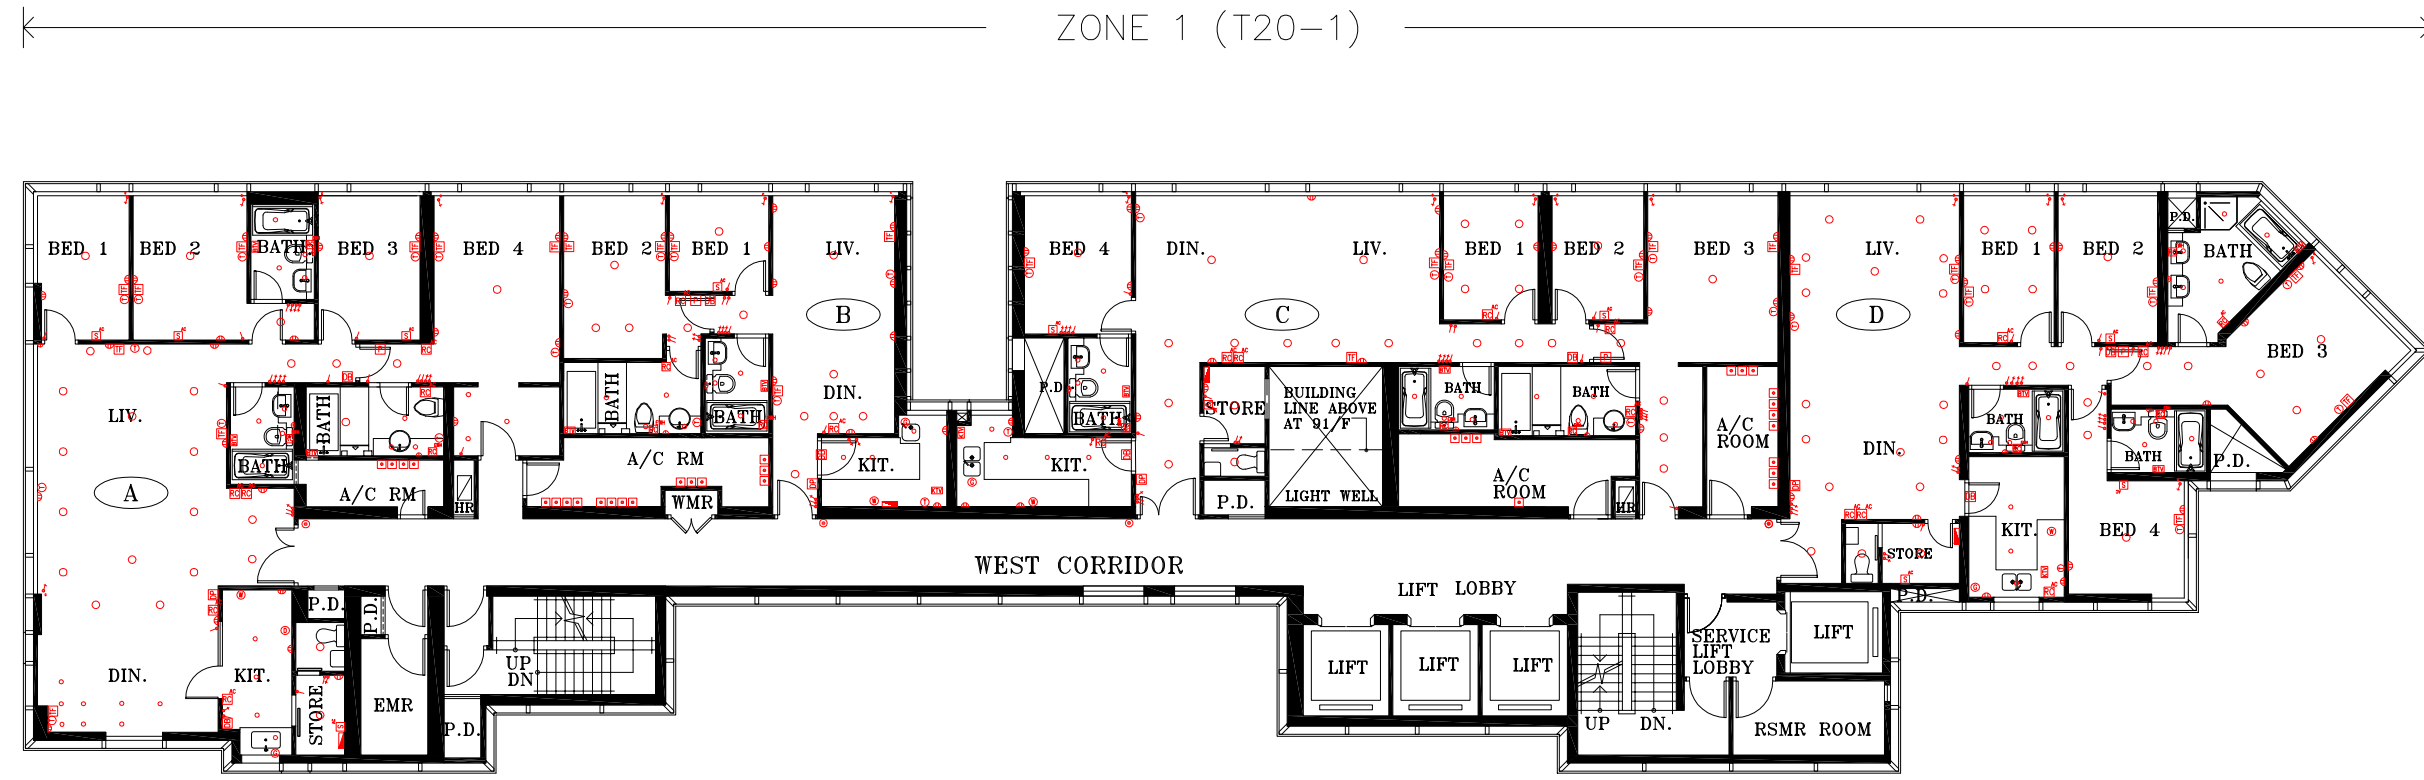 ZONE 1 (T20-1)
BED 1
BED 2
BATH
BED 3
BED 4
BED 2
BED 1
LIV.
BED 4
DIN.
LIV.
BED 1
BED 2
BED 3
LIV.
BED 1
BED 2
P.D.
BATH
B
C
D
BED 3
LIV.
BATH
BATH
BATH
DIN.
P.D.
BATH
STORE
BUILDING
LINE ABOVE
AT 91/F
BATH
BATH
A/C
ROOM
BATH
DIN.
BATH
P.D.
BATH
A/C RM
KIT.
KIT.
A
A/C RM
HR
WMR
P.D.
LIGHT WELL
A/C
ROOM
HR
KIT.
BED 4
STORE
WEST CORRIDOR
LIFT LOBBY
P.D.
P.D.
P.D.
SERVICE
LIFT
LOBBY
LIFT
DIN.
KIT.
UP
DN
LIFT
LIFT
LIFT
STORE
EMR
P.D.
UP
DN.
RSMR ROOM